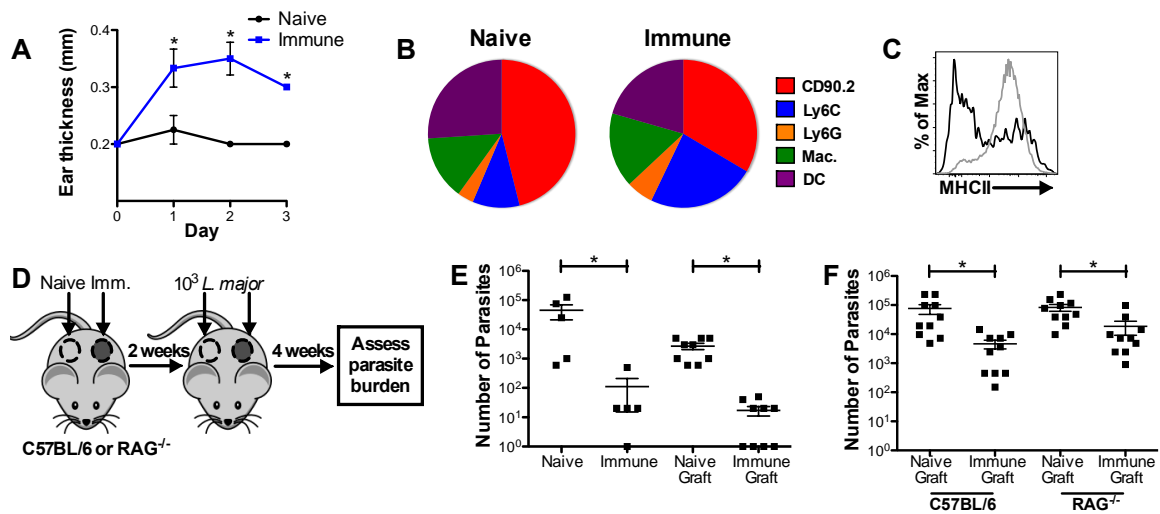 A
Naive
Immune
Ear thickness (mm)
0.4
0.3
0.2
*
*
*
0
1
2
3
Day
B
Naive
Immune
CD90.2
Ly6C
Ly6G
Mac.
DC
C
% of Max
MHCII
D
Naive Imm.
10³ L. major
2 weeks
4 weeks
Assess
parasite
burden
C57BL/6 or RAG-/-
E
Number of Parasites
10⁶
10⁵
10⁴
10³
10²
10¹
10⁰
*
*
Naive
Immune
Naive
Graft
Immune
Graft
F
Number of Parasites
10⁶
10⁵
10⁴
10³
10²
10¹
10⁰
*
*
Naive
Graft
Immune
Graft
Naive
Graft
Immune
Graft
C57BL/6
RAG-/-